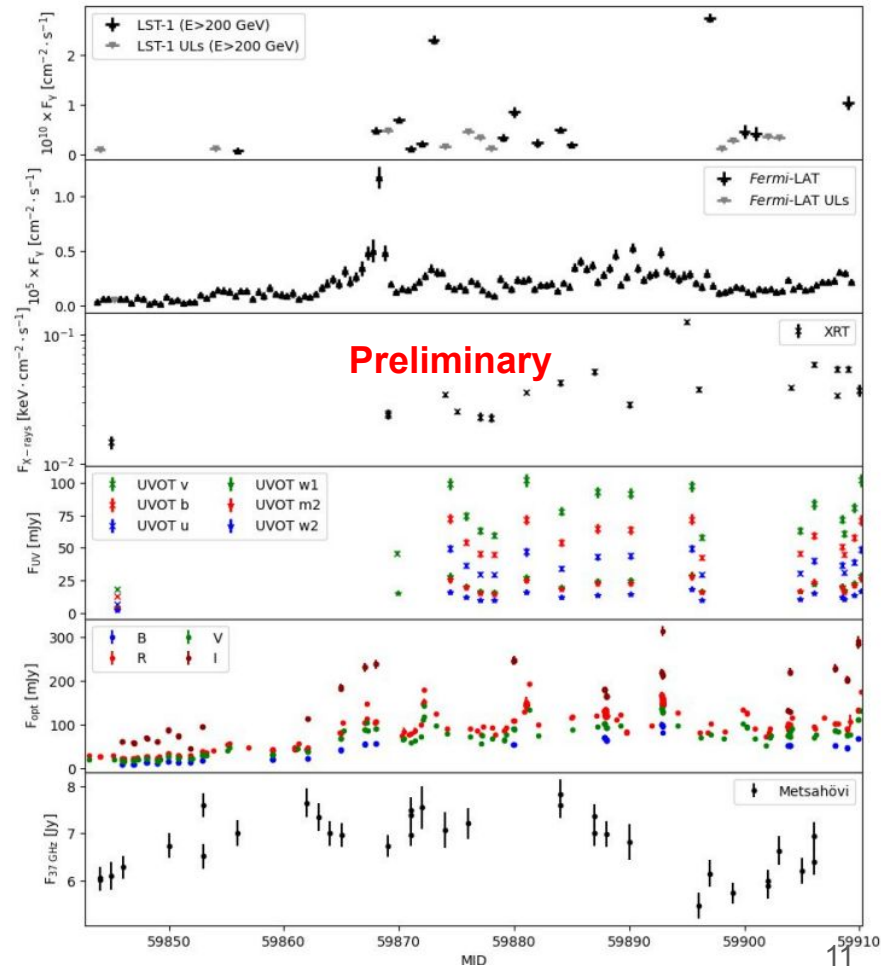 LST-1 (E>200 GeV)
LST-1 ULs (E>200 GeV)
10¹⁰ × Fγ [cm⁻² · s⁻¹]
2
1
0
Fermi-LAT
Fermi-LAT ULs
10⁵ × Fγ [cm⁻² · s⁻¹]
1.0
0.5
0.0
XRT
Preliminary
F_X−rays [keV · cm⁻² · s⁻¹]
10⁻¹
10⁻²
UVOT v UVOT w1
UVOT b UVOT m2
UVOT u UVOT w2
F_UV [mJy]
100
75
50
25
0
B V
R I
F_opt [mJy]
300
200
100
0
Metsahövi
F_37 GHz [Jy]
8
7
6
59850 59860 59870 59880 59890 59900 59910
MJD
11